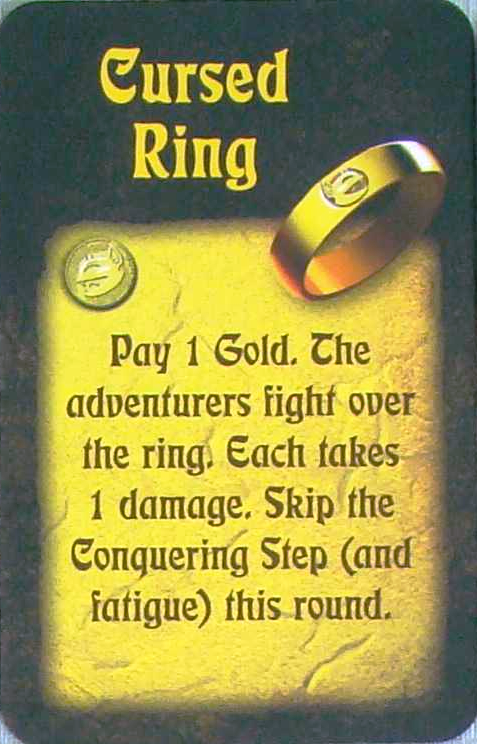 Cursed
Ring
Pay 1 Gold. The
adventurers fight over
the ring. Each takes
1 damage. Skip the
Conquering Step (and
fatigue) this round.